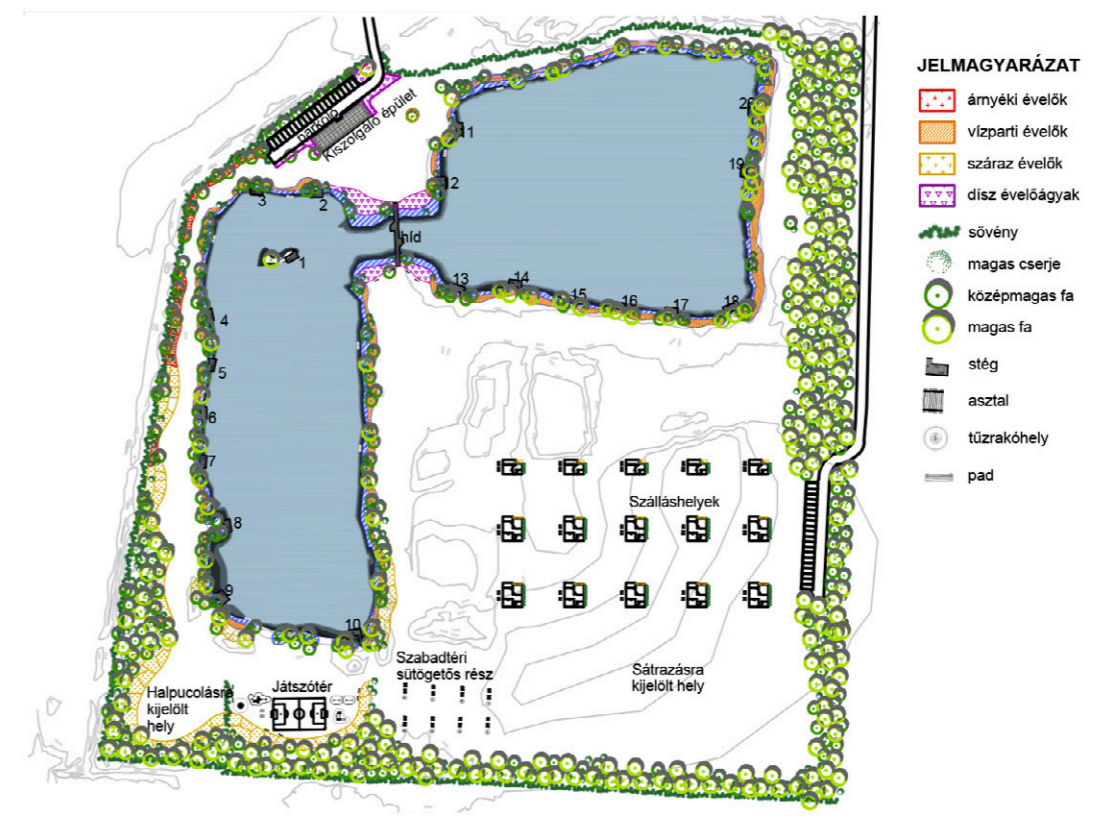 JELMAGYARÁZAT
árnyéki évelők
vízparti évelők
száraz évelők
dísz évelőágyak
sövény
magas cserje
középmagas fa
magas fa
stég
asztal
tűzrakóhely
pad
parkoló
Kiszolgáló épület
11
20
19
12
3
2
híd
1
13
14
15
16
17
18
4
5
6
7
8
9
10
Szálláshelyek
Szabadtéri
sütögetős rész
Sátrazásra
kijelölt hely
Játszótér
Halpucolásra
kijelölt
hely